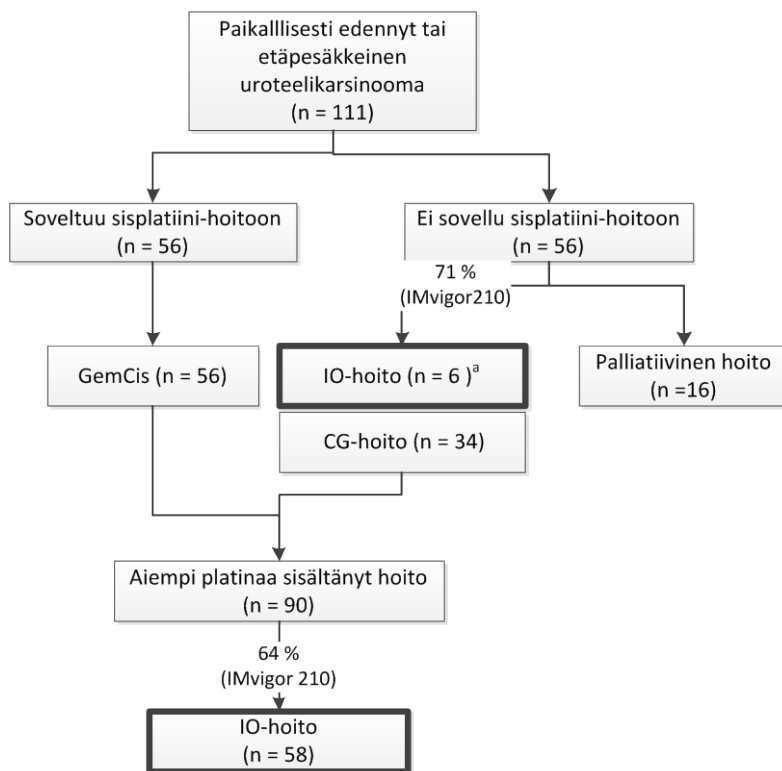 Paikalllisesti edennyt tai
etäpesäkkeinen
uroteelikarsinooma
(n = 111)
Soveltuu sisplatiini-hoitoon
(n = 56)
Ei sovellu sisplatiini-hoitoon
(n = 56)
71 %
(IMvigor210)
GemCis (n = 56)
IO-hoito (n = 6 )ᵃ
Palliatiivinen hoito
(n =16)
CG-hoito (n = 34)
Aiempi platinaa sisältänyt hoito
(n = 90)
64 %
(IMvigor 210)
IO-hoito
(n = 58)